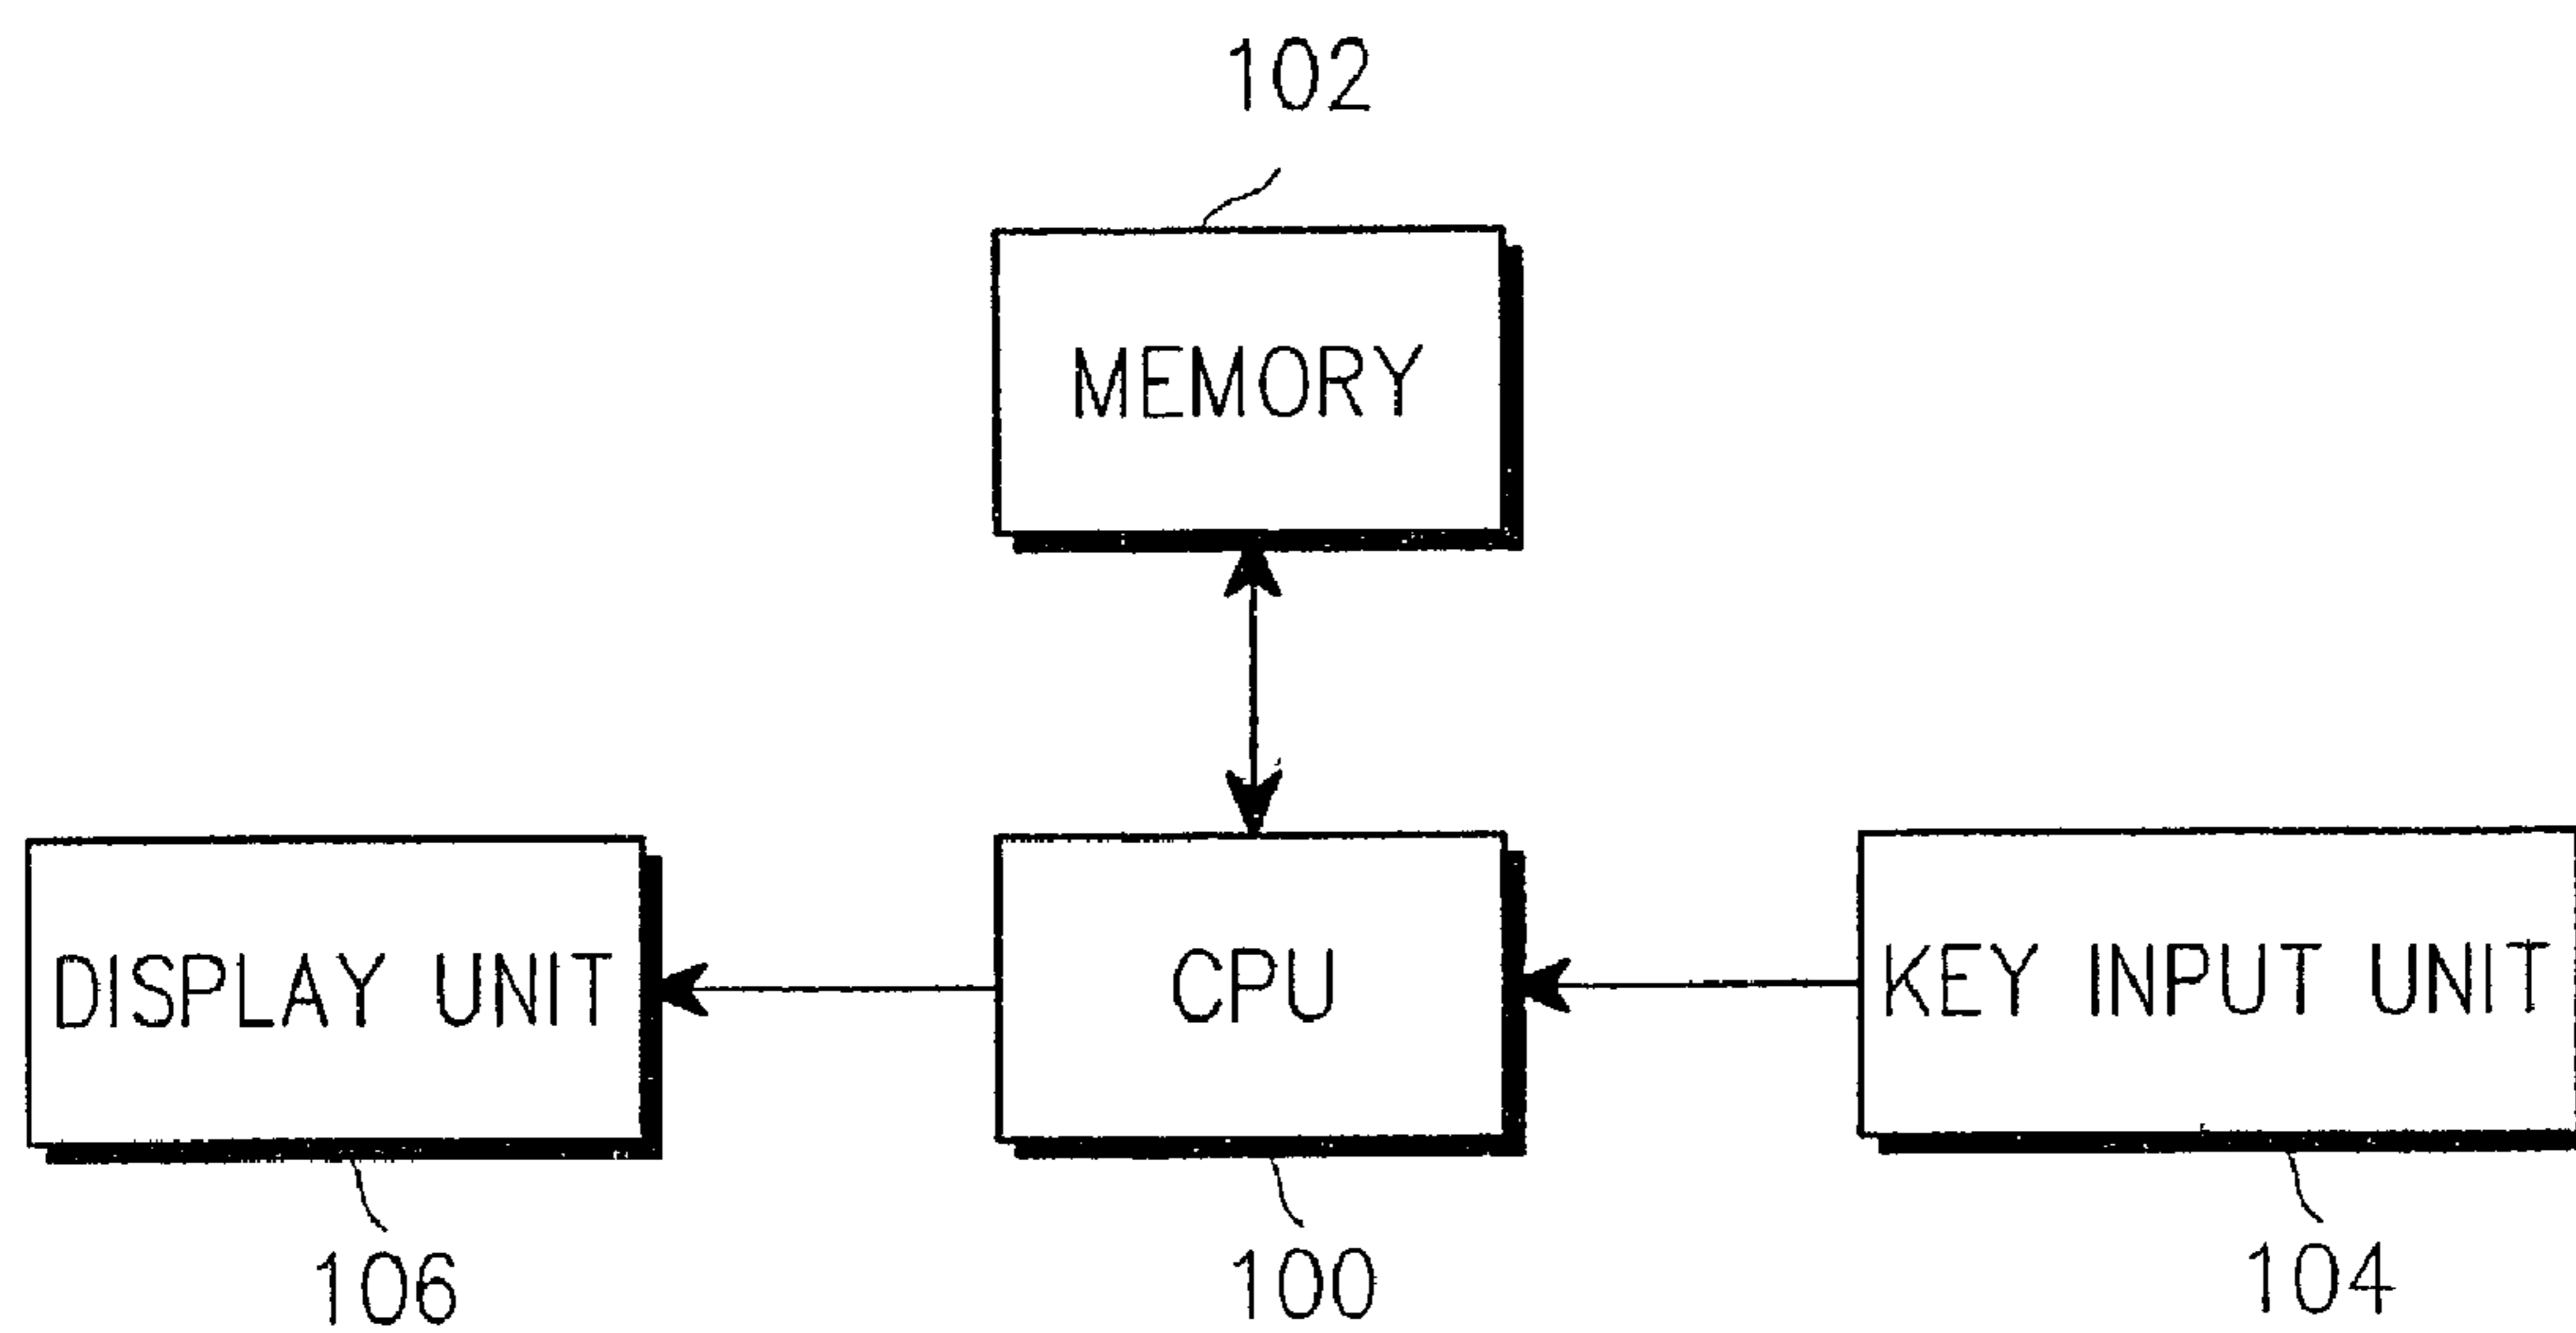 102
MEMORY
DISPLAY UNIT
CPU
KEY INPUT UNIT
106
100
104